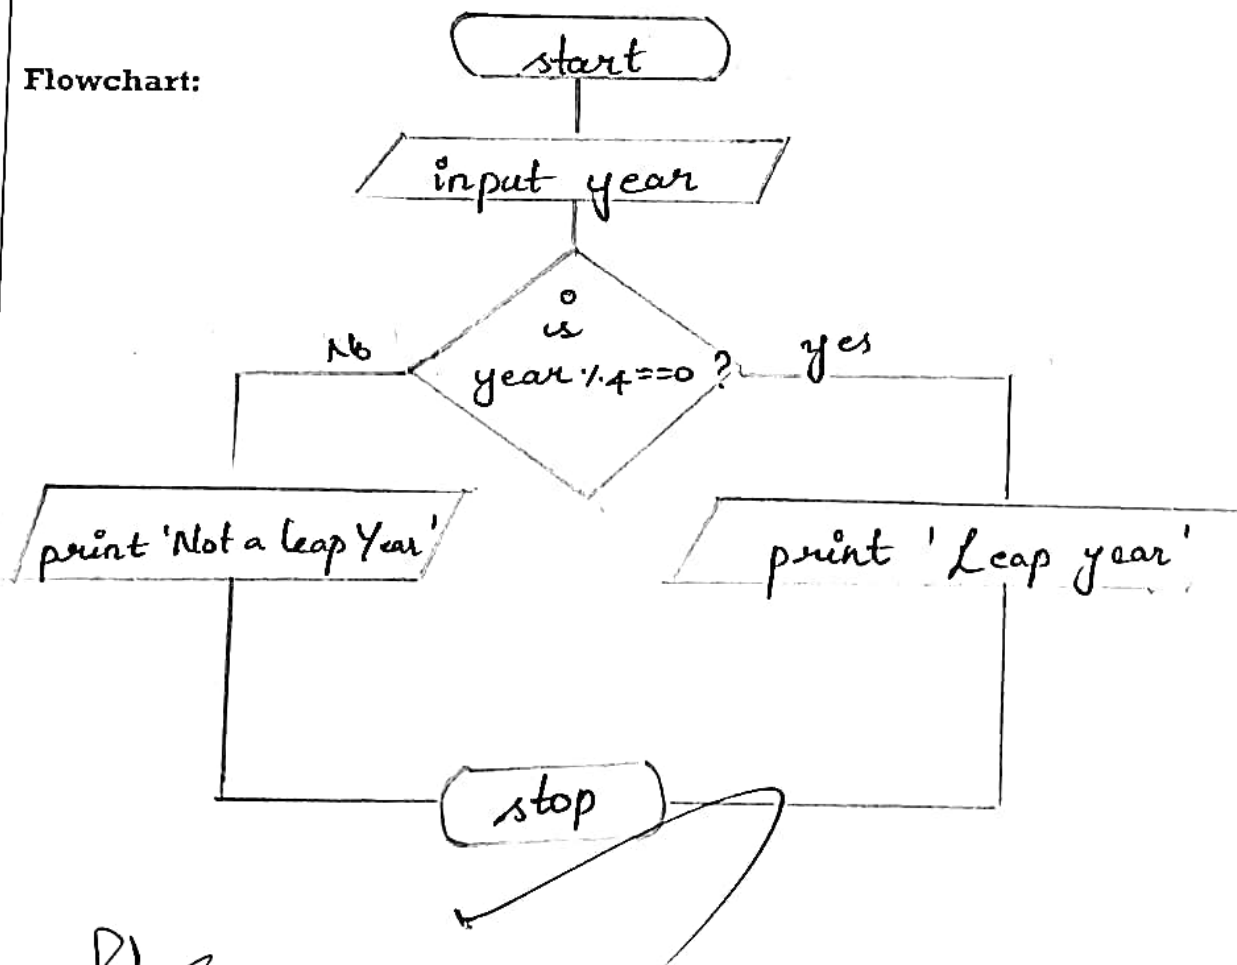 Flowchart:
start
input year
is
year % 4==0 ?
No
yes
print 'Not a leap Year'
print 'Leap year'
stop